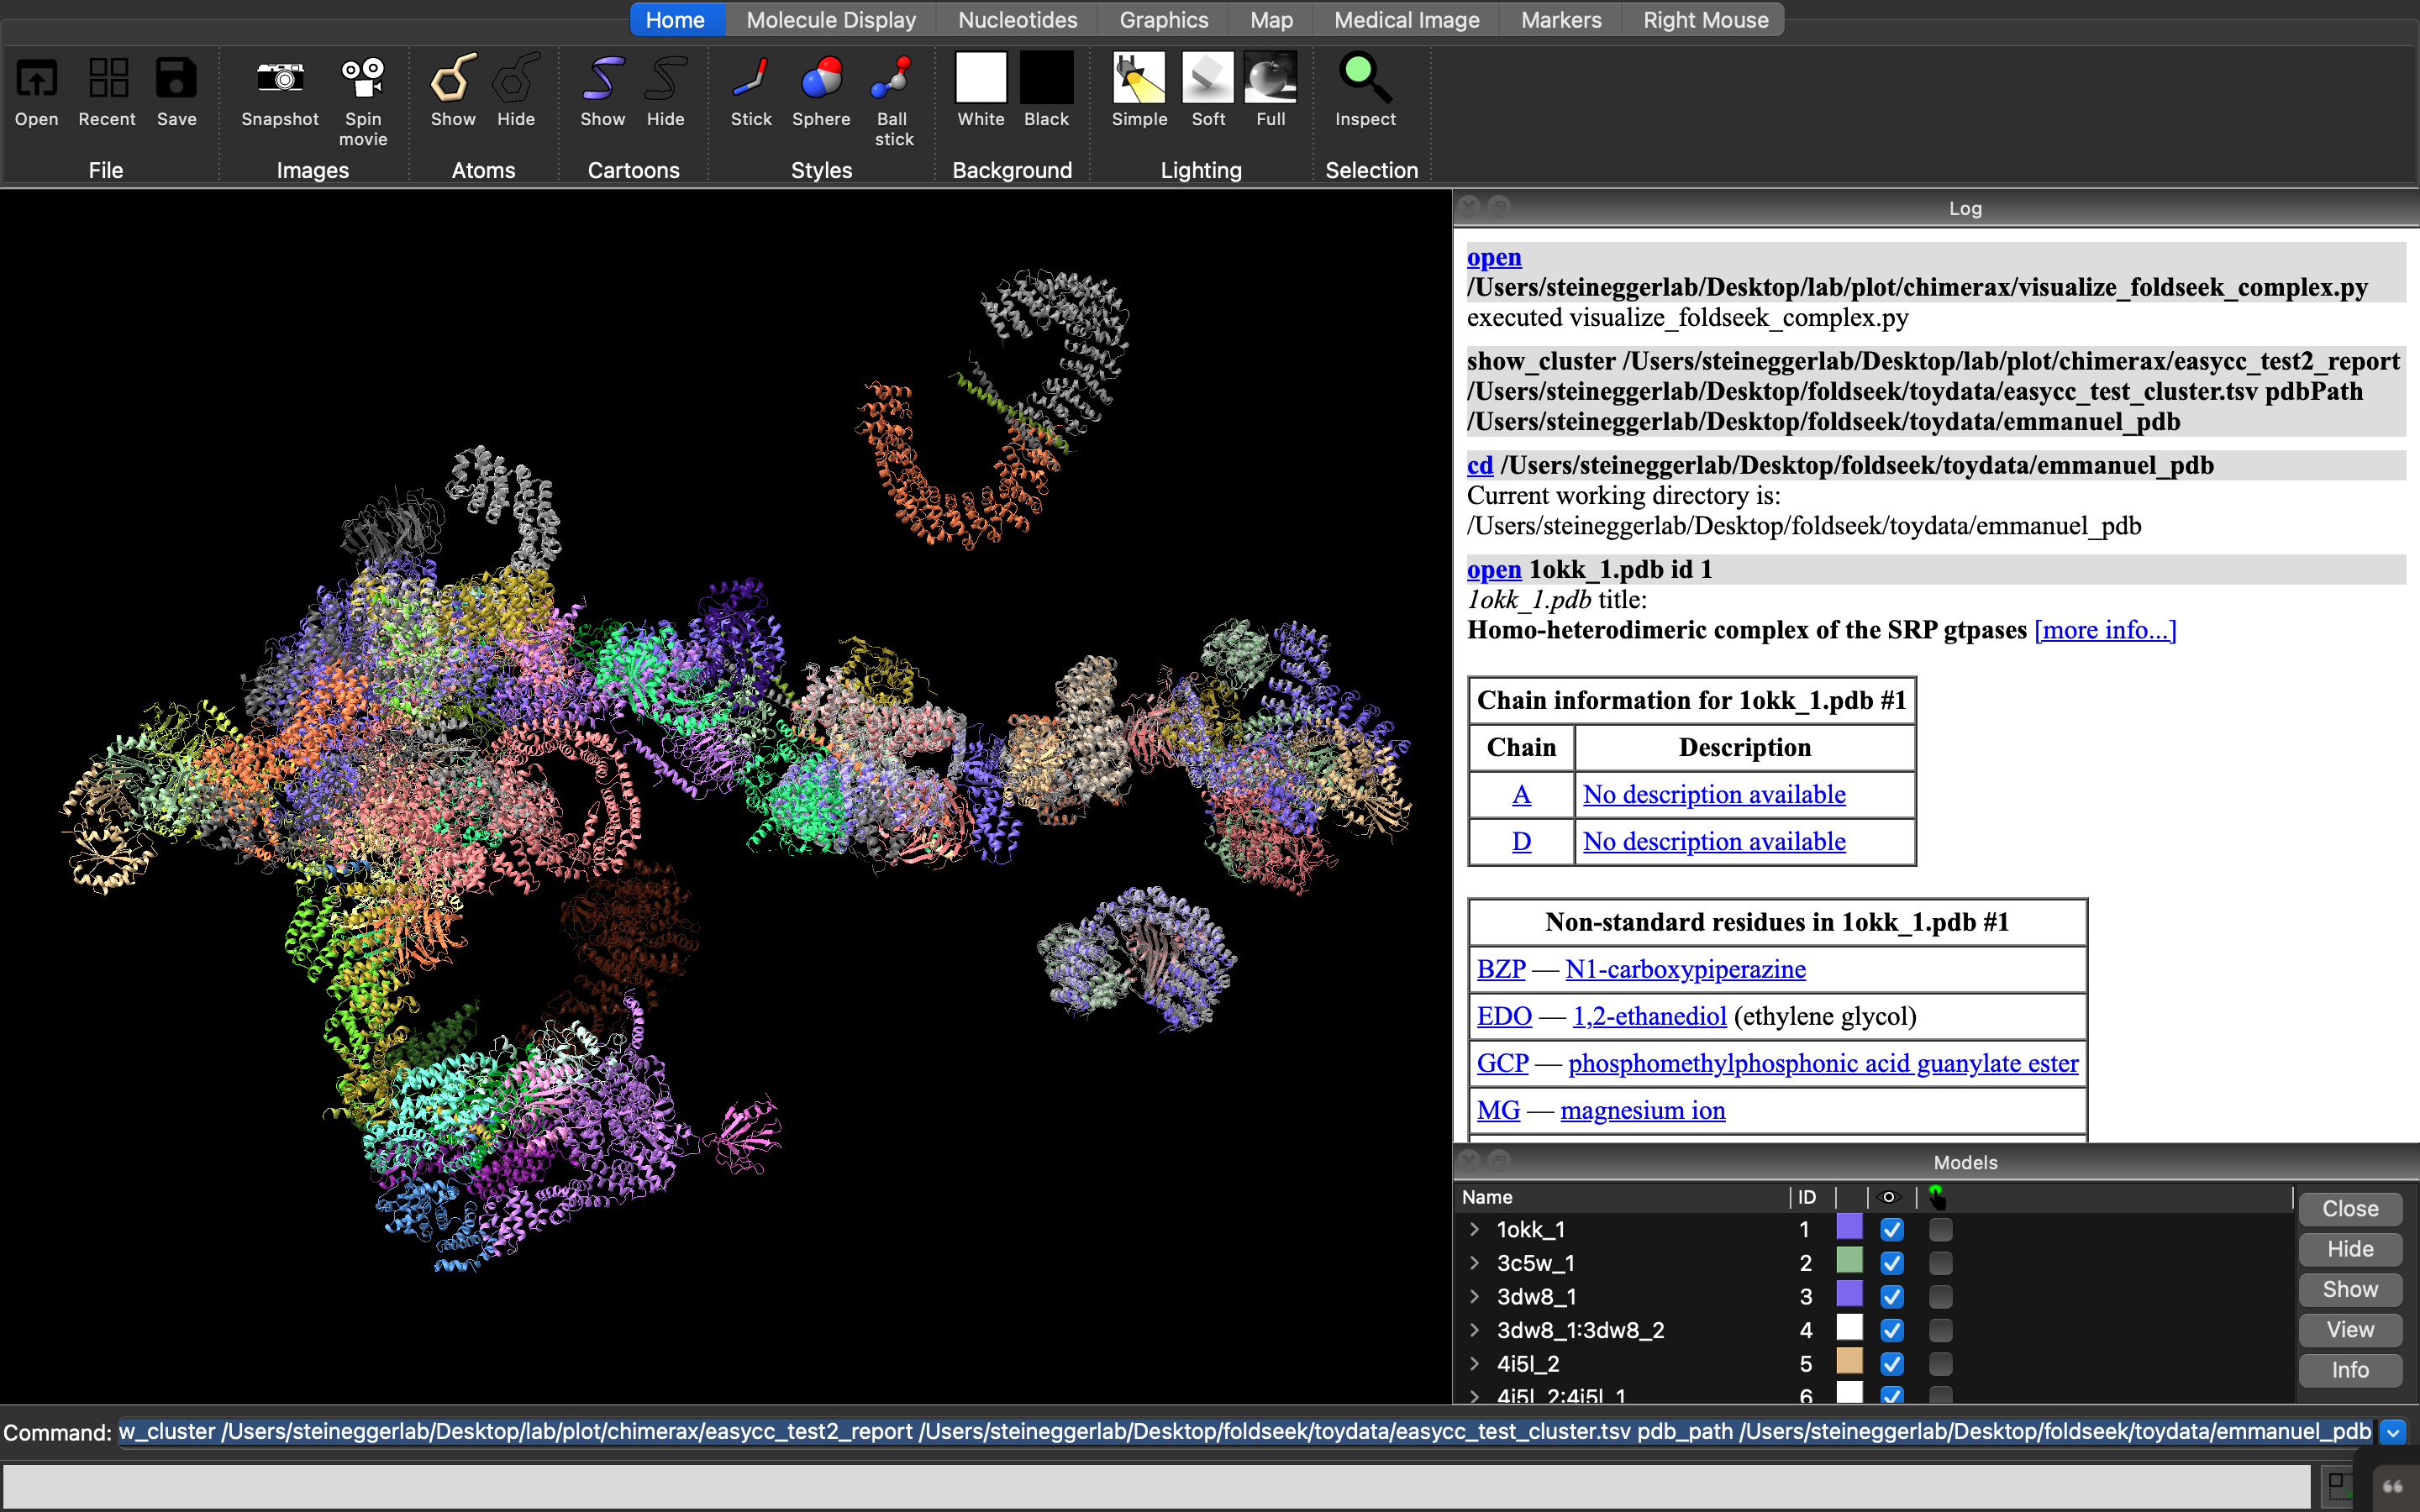 Home Molecule Display Nucleotides Graphics Map Medical Image Markers Right Mouse
Open Recent Save Snapshot Spin movie Show Hide Show Hide Stick Sphere Ball stick White Black Simple Soft Full Inspect
File Images Atoms Cartoons Styles Background Lighting Selection
Log
open
/Users/steineggerlab/Desktop/lab/plot/chimerax/visualize_foldseek_complex.py
executed visualize_foldseek_complex.py
show_cluster /Users/steineggerlab/Desktop/lab/plot/chimerax/easycc_test2_report
/Users/steineggerlab/Desktop/foldseek/toydata/easycc_test_cluster.tsv pdbPath
/Users/steineggerlab/Desktop/foldseek/toydata/emmanuel_pdb
cd /Users/steineggerlab/Desktop/foldseek/toydata/emmanuel_pdb
Current working directory is:
/Users/steineggerlab/Desktop/foldseek/toydata/emmanuel_pdb
open 1okk_1.pdb id 1
1okk_1.pdb title:
Homo-heterodimeric complex of the SRP gtpases [more info...]
Chain information for 1okk_1.pdb #1
Chain Description
A No description available
D No description available
Non-standard residues in 1okk_1.pdb #1
BZP — N1-carboxypiperazine
EDO — 1,2-ethanediol (ethylene glycol)
GCP — phosphomethylphosphonic acid guanylate ester
MG — magnesium ion
Models
Name ID
1okk_1 1
3c5w_1 2
3dw8_1 3
3dw8_1:3dw8_2 4
4i5l_2 5
4i5l_2:4i5l_1 6
Close
Hide
Show
View
Info
Command: w_cluster /Users/steineggerlab/Desktop/lab/plot/chimerax/easycc_test2_report /Users/steineggerlab/Desktop/foldseek/toydata/easycc_test_cluster.tsv pdb_path /Users/steineggerlab/Desktop/foldseek/toydata/emmanuel_pdb